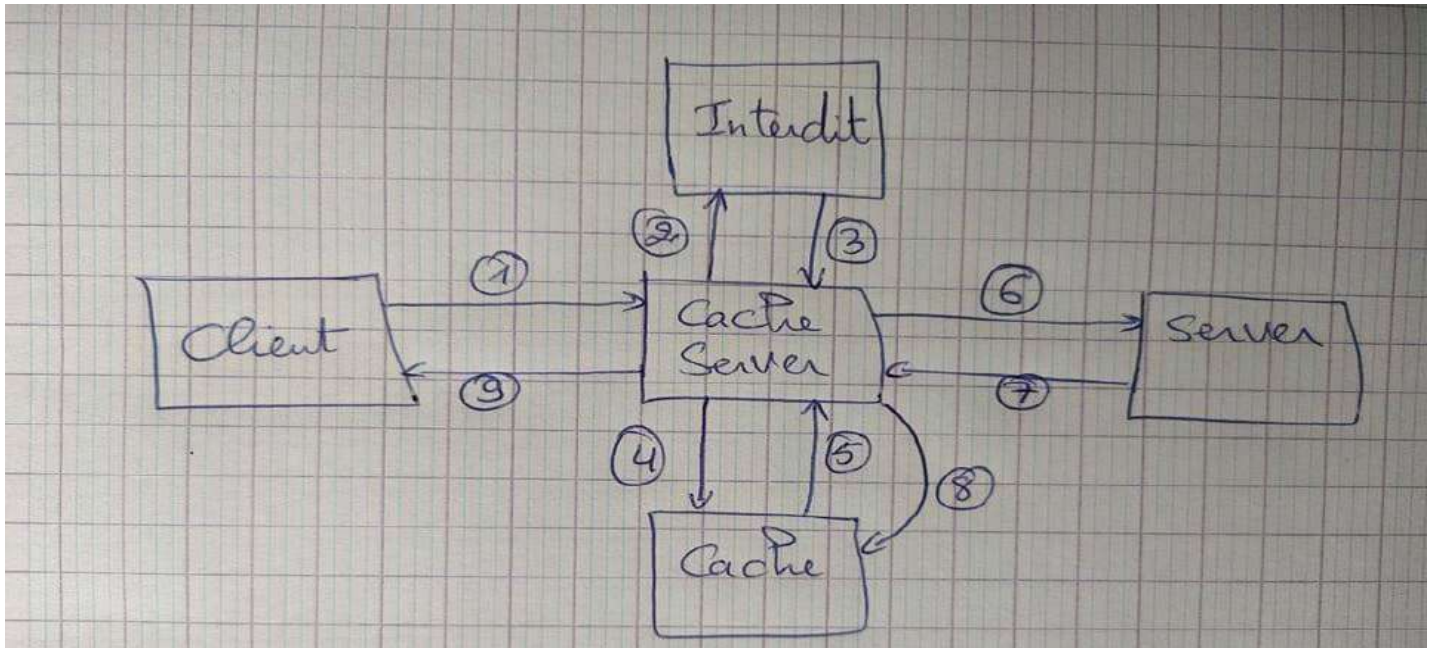 Interdit
②
③
①
⑥
Client
Cache
Server
Server
⑨
⑦
④
⑤
⑧
Cache